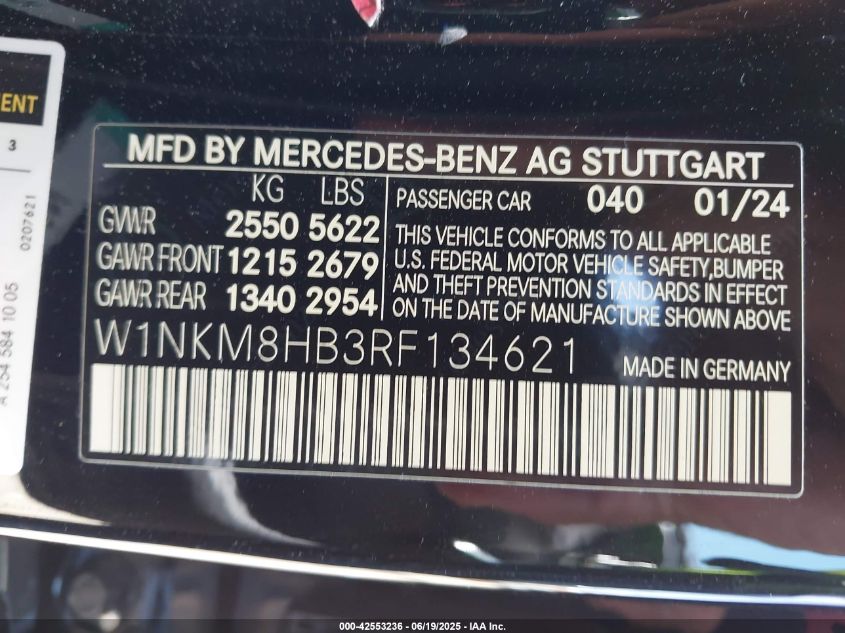 ENT
3
0207621
A 254 584 10 05
MFD BY MERCEDES-BENZ AG STUTTGART
KG LBS
GVWR 2550 5622
GAWR FRONT 1215 2679
GAWR REAR 1340 2954
PASSENGER CAR 040 01/24
THIS VEHICLE CONFORMS TO ALL APPLICABLE
U.S. FEDERAL MOTOR VEHICLE SAFETY,BUMPER
AND THEFT PREVENTION STANDARDS IN EFFECT
ON THE DATE OF MANUFACTURE SHOWN ABOVE
W1NKM8HB3RF134621
MADE IN GERMANY
000-42553236 - 06/19/2025 - IAA Inc.